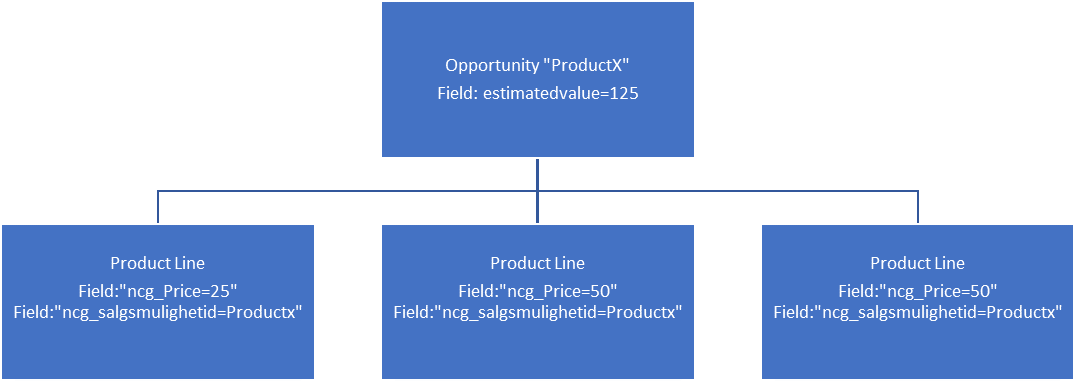 Opportunity "ProductX"
Field: estimatedvalue=125
Product Line
Field:"ncg_Price=25"
Field:"ncg_salgsmulighetid=Productx"
Product Line
Field:"ncg_Price=50"
Field:"ncg_salgsmulighetid=Productx"
Product Line
Field:"ncg_Price=50"
Field:"ncg_salgsmulighetid=Productx"